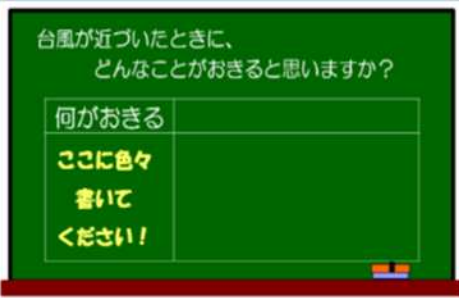 台風が近づいたときに、
どんなことがおきると思いますか？
何がおきる
ここに色々
書いて
ください！